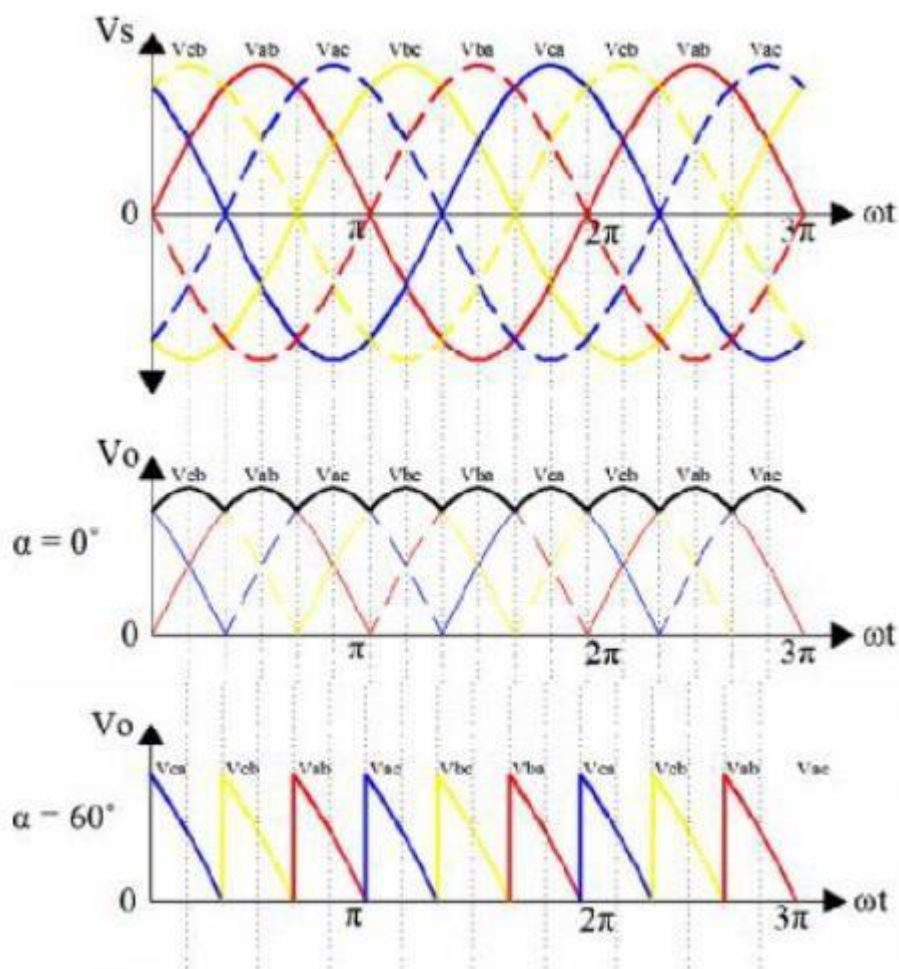 Vs
Vcb Vab Vac Vbc Vba Vca Vcb Vab Vac
0 π 2π 3π ωt
Vo
Vcb Vab Vac Vbc Vba Vca Vcb Vab Vac
α = 0°
0 π 2π 3π ωt
Vo
Vca Vcb Vab Vac Vbc Vba Vca Vcb Vab Vac
α = 60°
0 π 2π 3π ωt